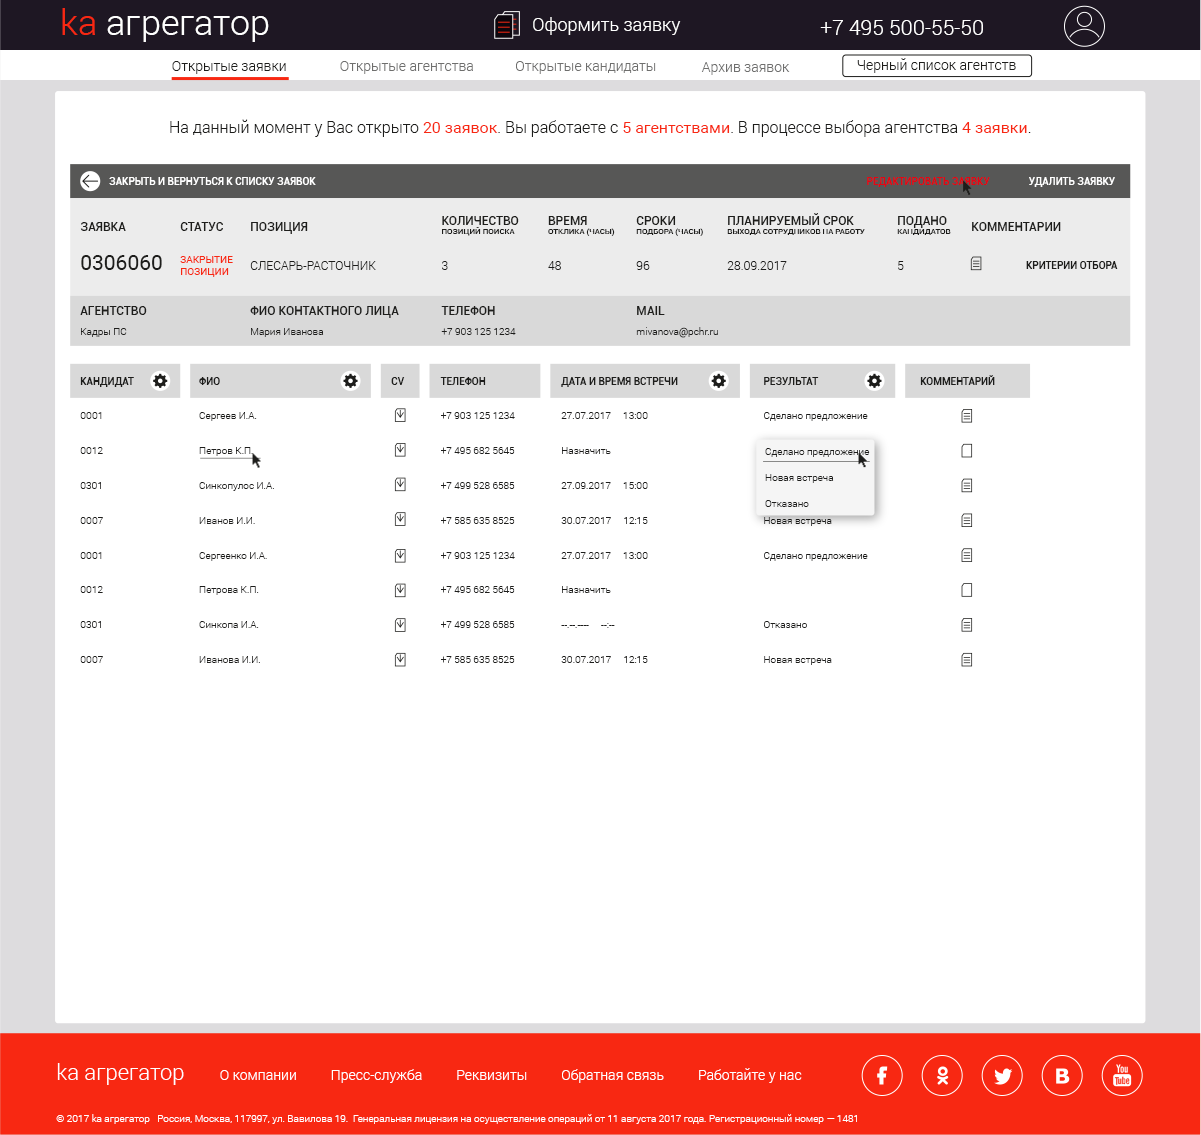 ka агрегатор
Оформить заявку
+7 495 500-55-50
Открытые заявки Открытые агентства Открытые кандидаты Архив заявок Черный список агентств
На данный момент у Вас открыто 20 заявок. Вы работаете с 5 агентствами. В процессе выбора агентства 4 заявки.
ЗАКРЫТЬ И ВЕРНУТЬСЯ К СПИСКУ ЗАЯВОК РЕДАКТИРОВАТЬ ЗАЯВКУ УДАЛИТЬ ЗАЯВКУ
ЗАЯВКА СТАТУС ПОЗИЦИЯ КОЛИЧЕСТВО ВРЕМЯ СРОКИ ПЛАНИРУЕМЫЙ СРОК ПОДАНО КОММЕНТАРИИ
ПОЗИЦИЙ ПОИСКА ОТКЛИКА (ЧАСЫ) ПОДБОРА (ЧАСЫ) ВЫХОДА СОТРУДНИКОВ НА РАБОТУ КАНДИДАТОВ
0306060 ЗАКРЫТИЕ ПОЗИЦИИ СЛЕСАРЬ-РАСТОЧНИК 3 48 96 28.09.2017 5 КРИТЕРИИ ОТБОРА
АГЕНТСТВО ФИО КОНТАКТНОГО ЛИЦА ТЕЛЕФОН MAIL
Кадры ПС Мария Иванова +7 903 125 1234 mivanova@pchr.ru
КАНДИДАТ ФИО CV ТЕЛЕФОН ДАТА И ВРЕМЯ ВСТРЕЧИ РЕЗУЛЬТАТ КОММЕНТАРИЙ
0001 Сергеев И.А. +7 903 125 1234 27.07.2017 13:00 Сделано предложение
0012 Петров К.П. +7 495 682 5645 Назначить Сделано предложение
Новая встреча
0301 Синкопулос И.А. +7 499 528 6585 27.09.2017 15:00
Отказано
0007 Иванов И.И. +7 585 635 8525 30.07.2017 12:15 Новая встреча
0001 Сергеенко И.А. +7 903 125 1234 27.07.2017 13:00 Сделано предложение
0012 Петрова К.П. +7 495 682 5645 Назначить
0301 Синкопа И.А. +7 499 528 6585 --.--.---- --:-- Отказано
0007 Иванова И.И. +7 585 635 8525 30.07.2017 12:15 Новая встреча
ka агрегатор О компании Пресс-служба Реквизиты Обратная связь Работайте у нас You Tube
© 2017 ka агрегатор Россия, Москва, 117997, ул. Вавилова 19. Генеральная лицензия на осуществление операций от 11 августа 2017 года. Регистрационный номер — 1481